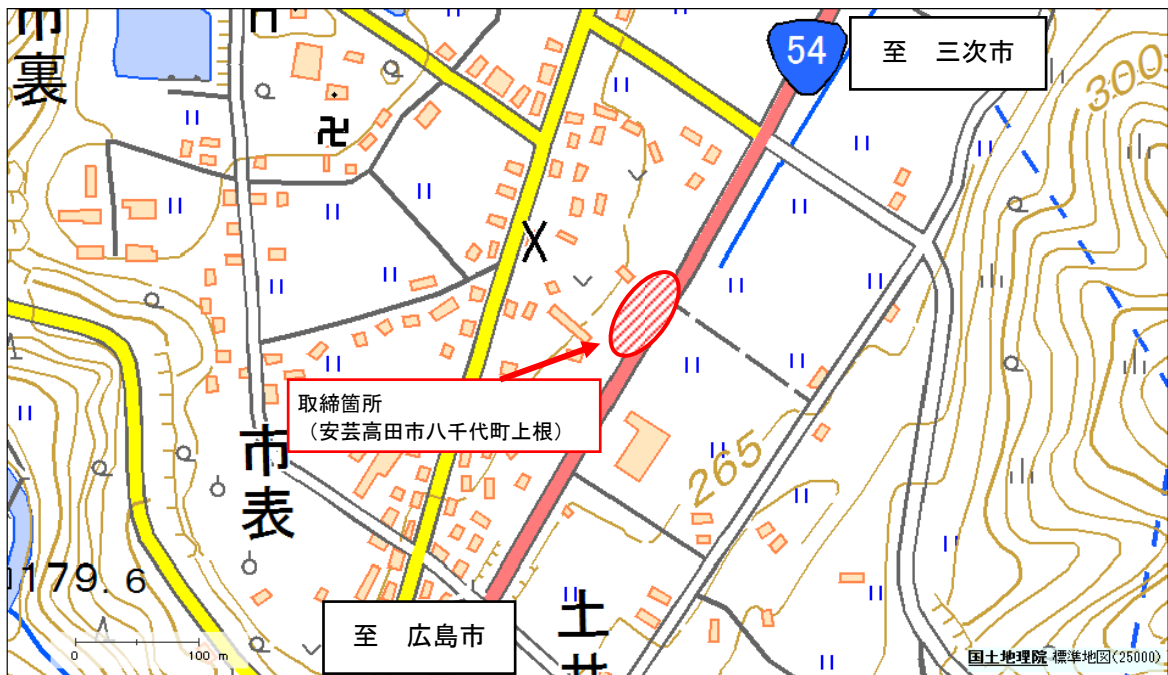 市裏
54
至 三次市
300
取締箇所
（安芸高田市八千代町上根）
市表
265
179.6
至 広島市
土井
0 100 m
国土地理院 標準地図(25000)